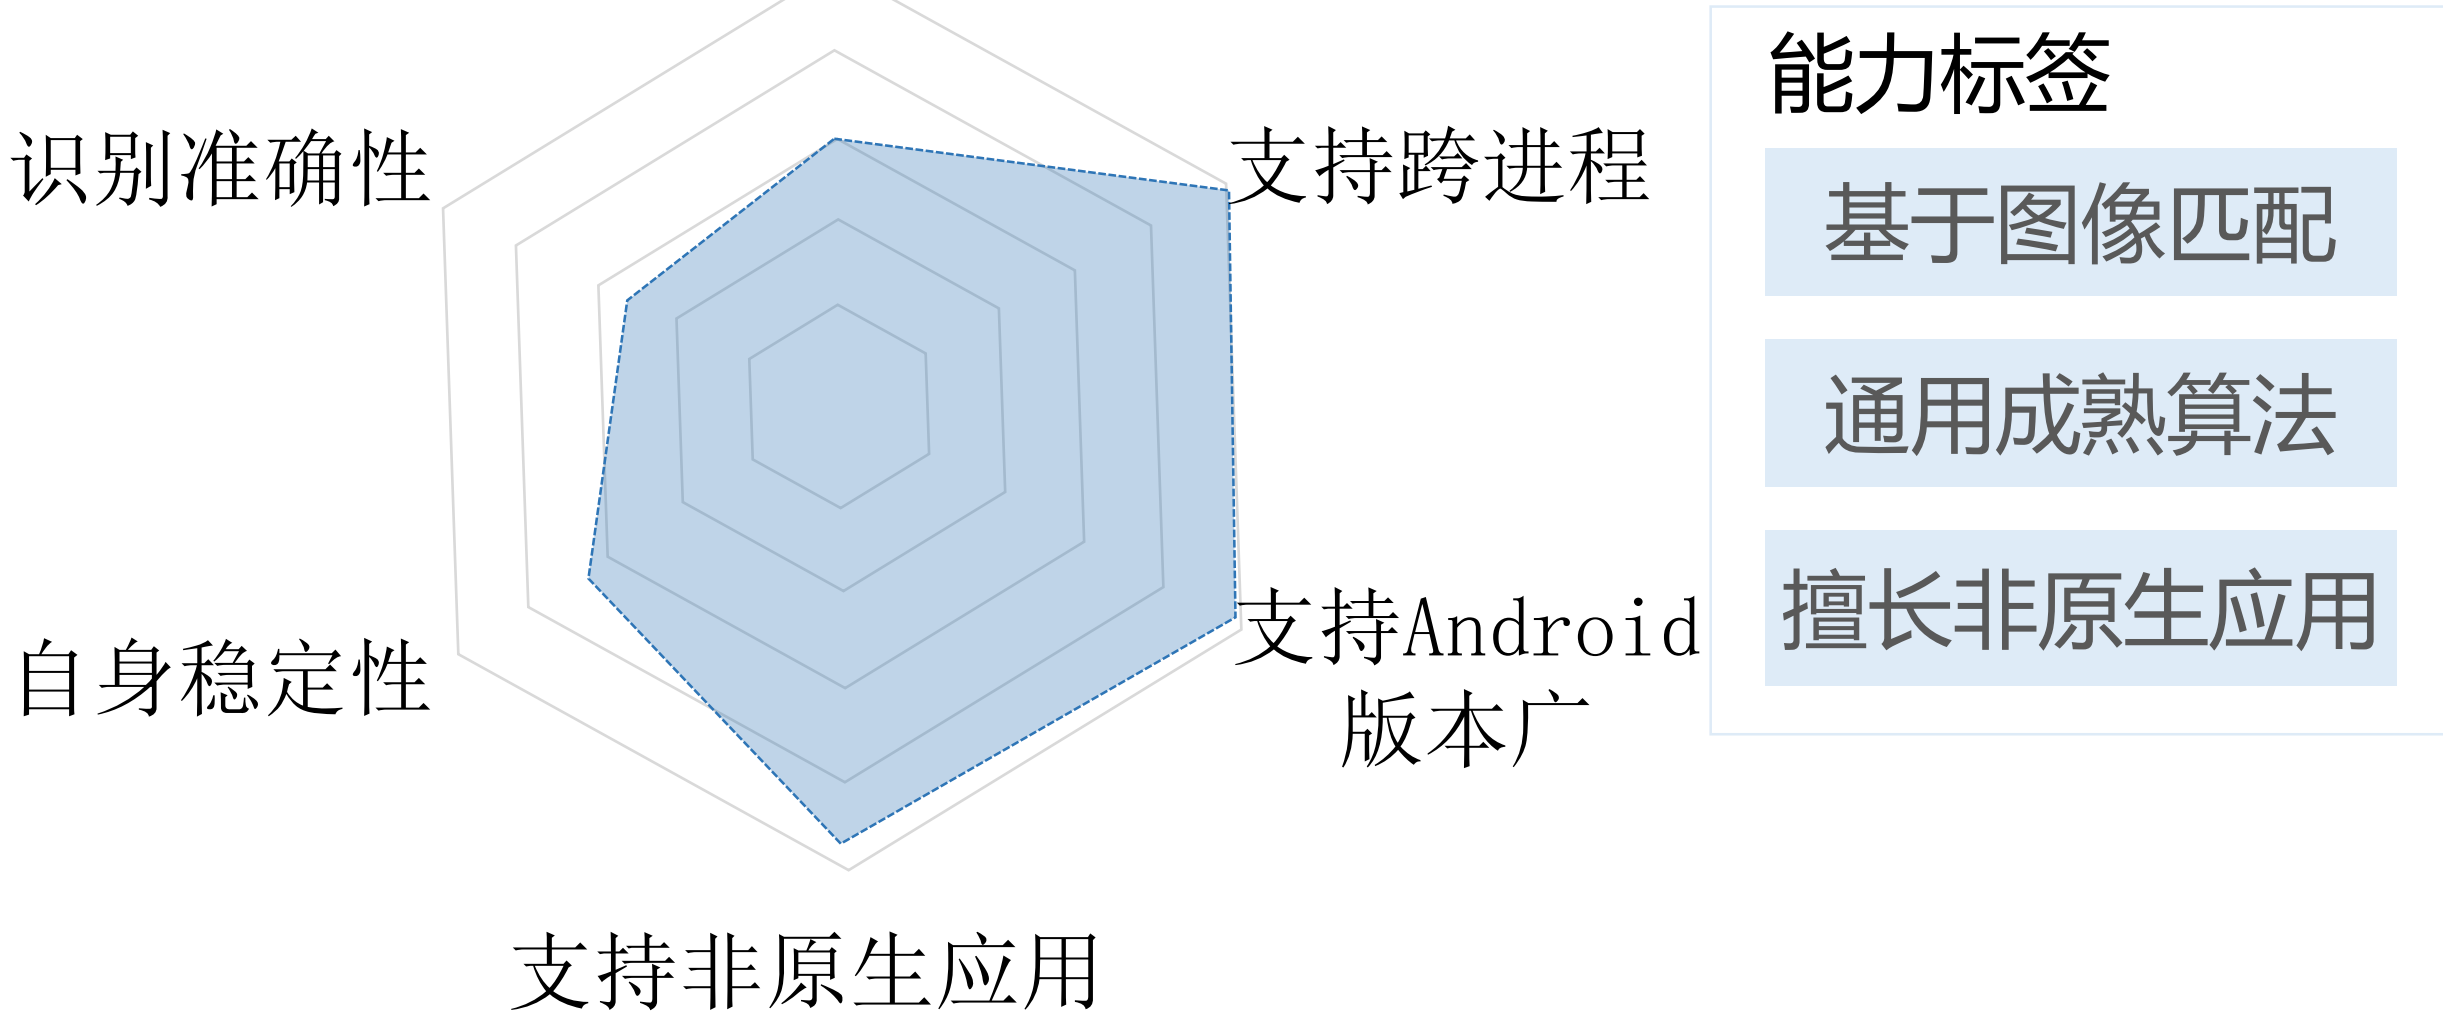 识别准确性
支持跨进程
自身稳定性
支持Android
版本广
支持非原生应用
能力标签
基于图像匹配
通用成熟算法
擅长非原生应用